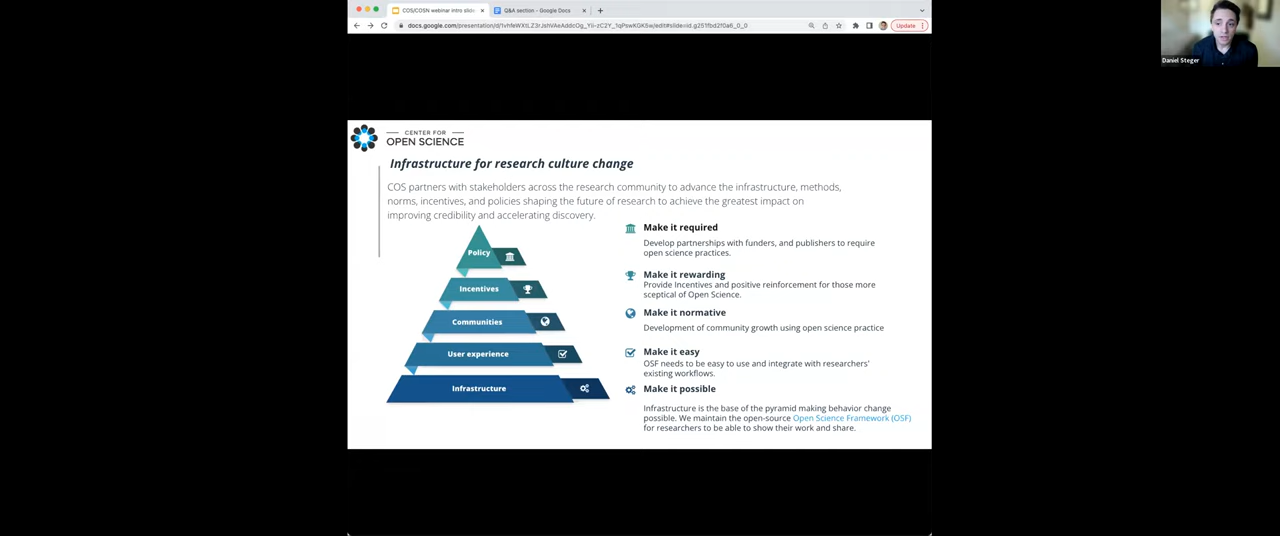 COS/COSN webinar intro slide
Q&A section - Google Docs
Update
Daniel Steger
CENTER FOR
OPEN SCIENCE
Infrastructure for research culture change
COS partners with stakeholders across the research community to advance the infrastructure, methods,
norms, incentives, and policies shaping the future of research to achieve the greatest impact on
improving credibility and accelerating discovery.
Policy
Incentives
Communities
User experience
Infrastructure
Make it required
Develop partnerships with funders, and publishers to require
open science practices.
Make it rewarding
Provide Incentives and positive reinforcement for those more
sceptical of Open Science.
Make it normative
Development of community growth using open science practice
Make it easy
OSF needs to be easy to use and integrate with researchers'
existing workflows.
Make it possible
Infrastructure is the base of the pyramid making behavior change
possible. We maintain the open-source Open Science Framework (OSF)
for researchers to be able to show their work and share.